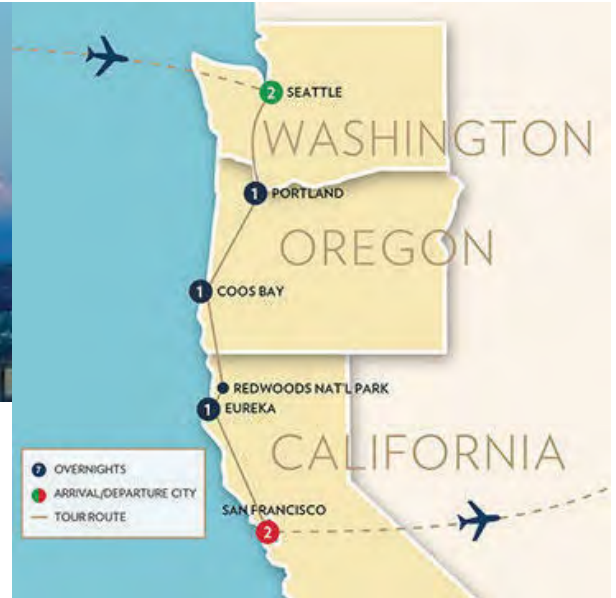 2 SEATTLE
WASHINGTON
1 PORTLAND
OREGON
1 COOS BAY
REDWOODS NAT'L PARK
1 EUREKA
CALIFORNIA
7 OVERNIGHTS
ARRIVAL/DEPARTURE CITY
TOUR ROUTE
SAN FRANCISCO
2